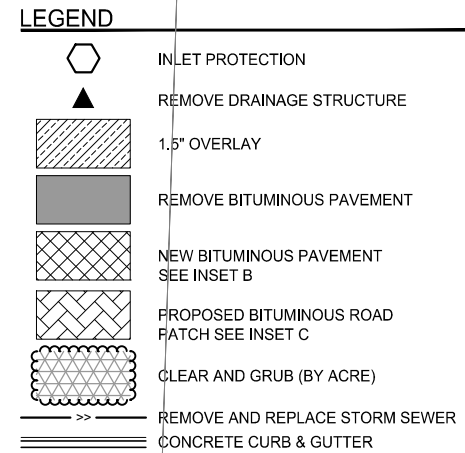 LEGEND
INLET PROTECTION
REMOVE DRAINAGE STRUCTURE
1.5" OVERLAY
REMOVE BITUMINOUS PAVEMENT
NEW BITUMINOUS PAVEMENT
SEE INSET B
PROPOSED BITUMINOUS ROAD
PATCH SEE INSET C
CLEAR AND GRUB (BY ACRE)
>> REMOVE AND REPLACE STORM SEWER
CONCRETE CURB & GUTTER